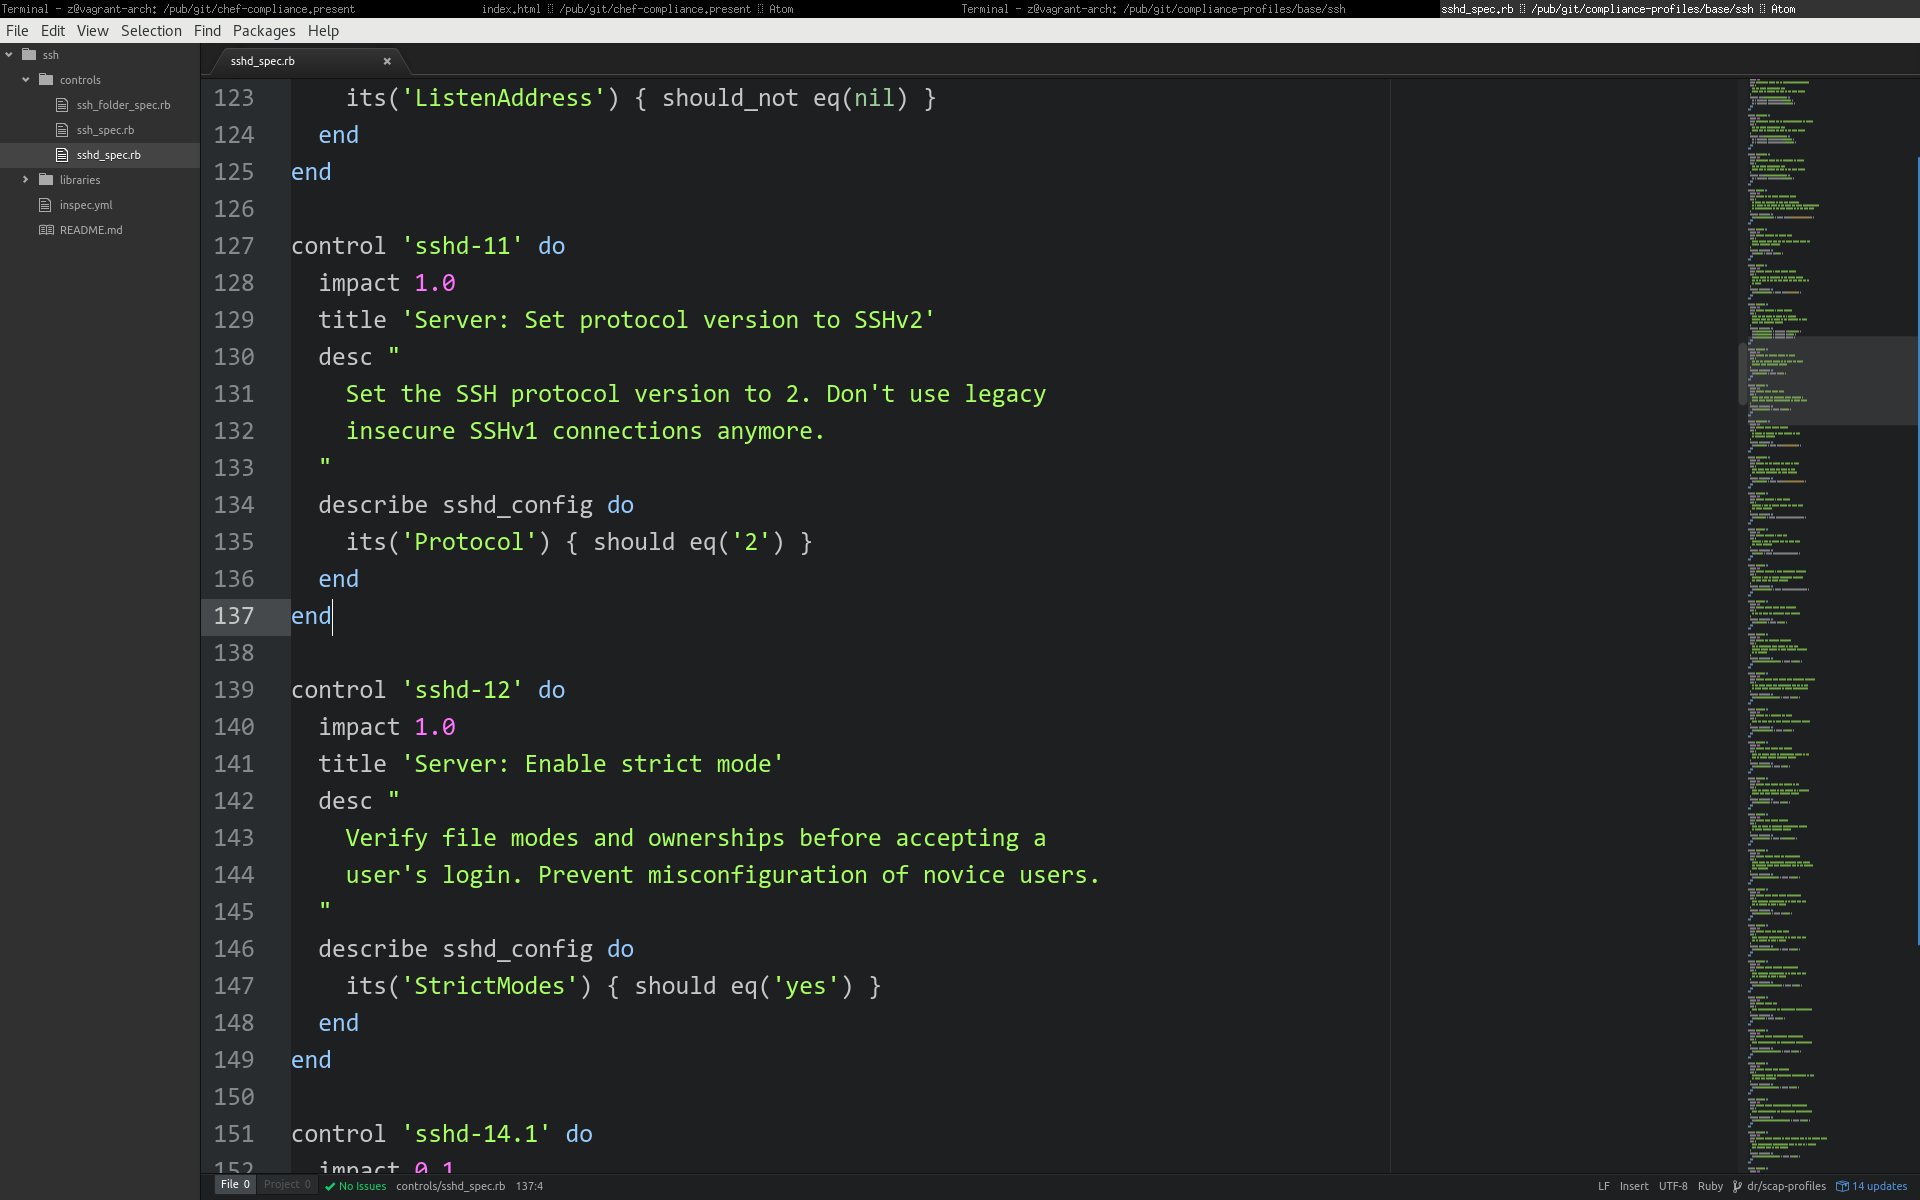 Terminal - z@vagrant-arch: /pub/git/chef-compliance.present
index.html ▯ /pub/git/chef-compliance.present ▯ Atom
Terminal - z@vagrant-arch: /pub/git/compliance-profiles/base/ssh
sshd_spec.rb ▯ /pub/git/compliance-profiles/base/ssh ▯ Atom
File Edit View Selection Find Packages Help
ssh
controls
ssh_folder_spec.rb
ssh_spec.rb
sshd_spec.rb
libraries
inspec.yml
README.md
sshd_spec.rb ×
123     its('ListenAddress') { should_not eq(nil) }
124   end
125 end
126
127 control 'sshd-11' do
128   impact 1.0
129   title 'Server: Set protocol version to SSHv2'
130   desc "
131     Set the SSH protocol version to 2. Don't use legacy
132     insecure SSHv1 connections anymore.
133   "
134   describe sshd_config do
135     its('Protocol') { should eq('2') }
136   end
137 end
138
139 control 'sshd-12' do
140   impact 1.0
141   title 'Server: Enable strict mode'
142   desc "
143     Verify file modes and ownerships before accepting a
144     user's login. Prevent misconfiguration of novice users.
145   "
146   describe sshd_config do
147     its('StrictModes') { should eq('yes') }
148   end
149 end
150
151 control 'sshd-14.1' do
152   impact 0.1
File 0 Project 0 No Issues controls/sshd_spec.rb 137:4 LF Insert UTF-8 Ruby dr/scap-profiles 14 updates